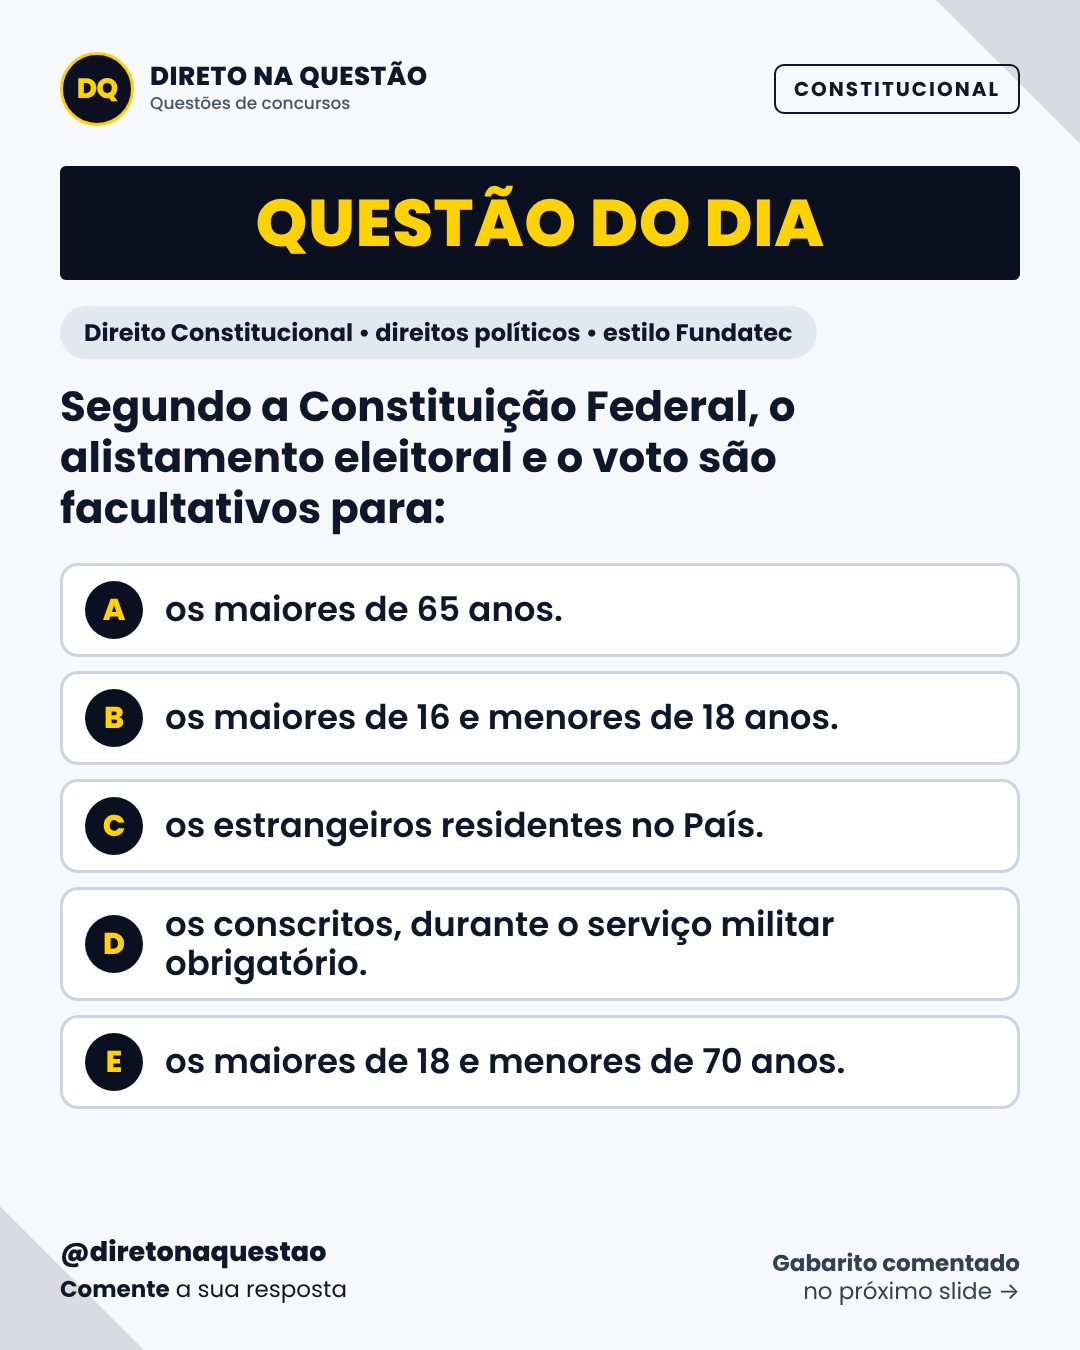 DQ
DIRETO NA QUESTÃO
Questões de concursos
CONSTITUCIONAL
QUESTÃO DO DIA
Direito Constitucional • direitos políticos • estilo Fundatec
Segundo a Constituição Federal, o
alistamento eleitoral e o voto são
facultativos para:
A os maiores de 65 anos.
B os maiores de 16 e menores de 18 anos.
C os estrangeiros residentes no País.
D os conscritos, durante o serviço militar
obrigatório.
E os maiores de 18 e menores de 70 anos.
@diretonaquestao
Comente a sua resposta
Gabarito comentado
no próximo slide →